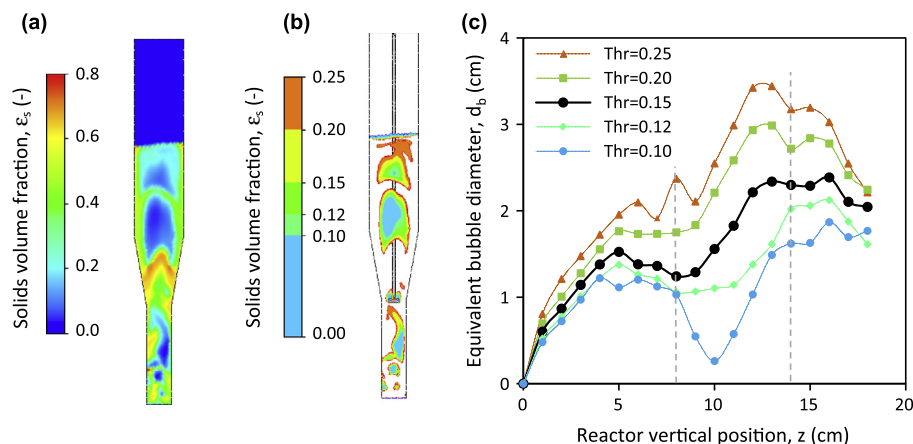 (a)
Solids volume fraction, εs (-)
0.8
0.6
0.4
0.2
0.0
(b)
Solids volume fraction, εs (-)
0.25
0.20
0.15
0.12
0.10
0.00
(c)
Equivalent bubble diameter, db (cm)
4
3
2
1
0
Thr=0.25
Thr=0.20
Thr=0.15
Thr=0.12
Thr=0.10
0
5
10
15
20
Reactor vertical position, z (cm)